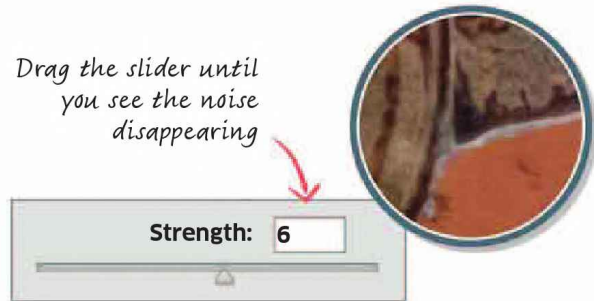 Drag the slider until
you see the noise
disappearing
Strength: 6